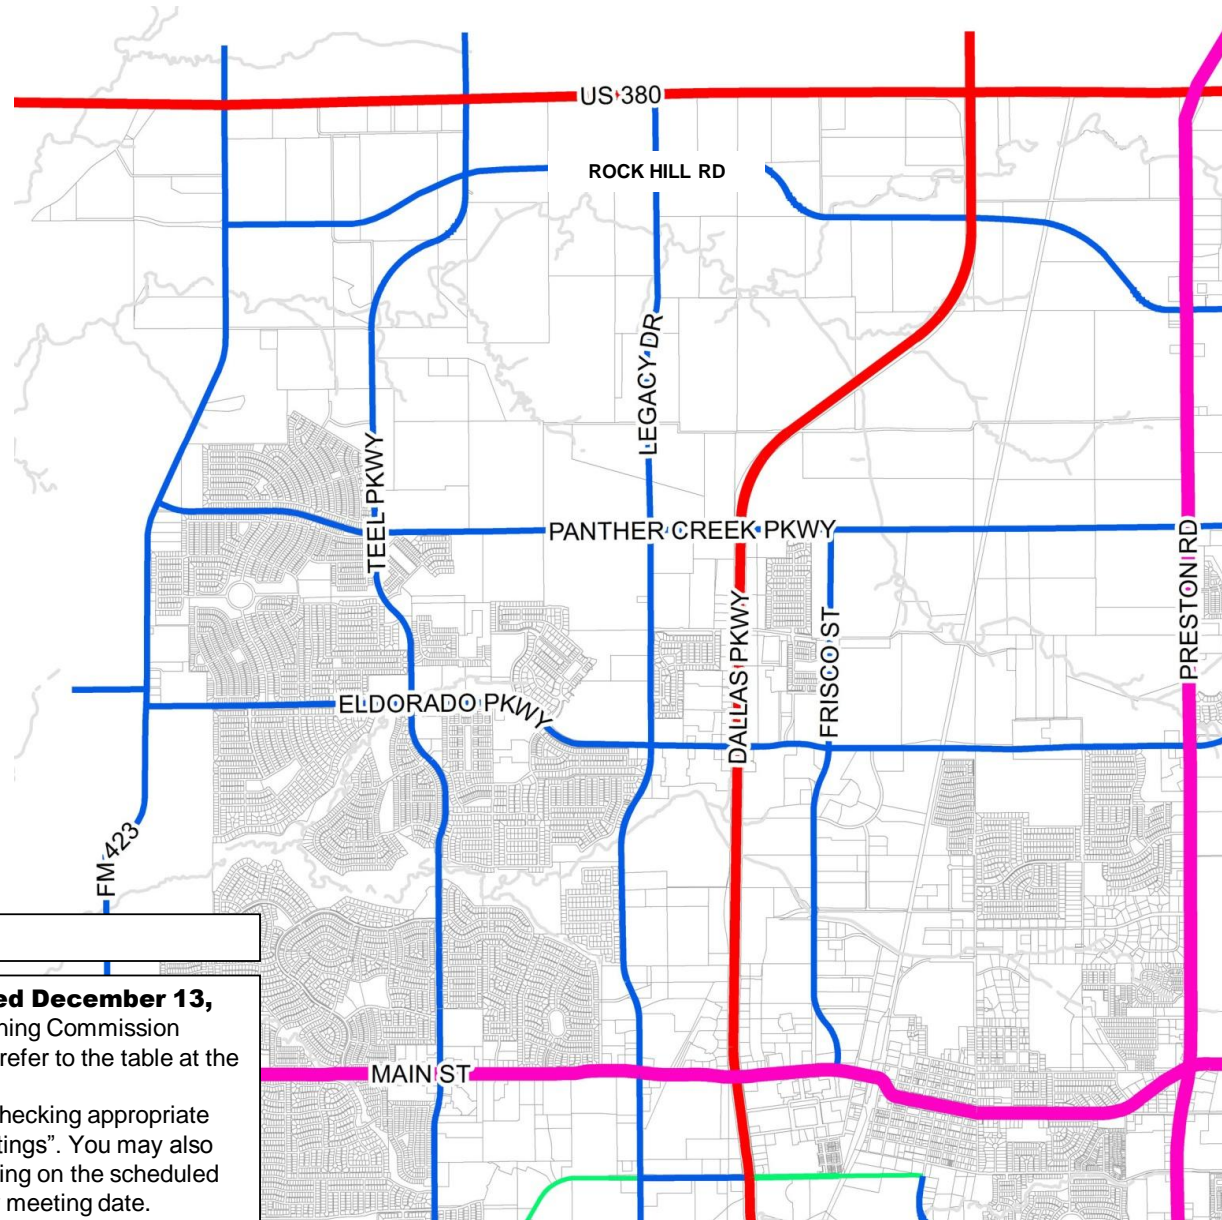 US 380
ROCK HILL RD
LEGACY DR
TEEL PKWY
PANTHER CREEK PKWY
PRESTON RD
DALLAS PKWY
FRISCO ST
ELDORADO PKWY
FM 423
ed December 13,
ning Commission
refer to the table at the
MAIN ST
hecking appropriate
tings”. You may also
ing on the scheduled
meeting date.